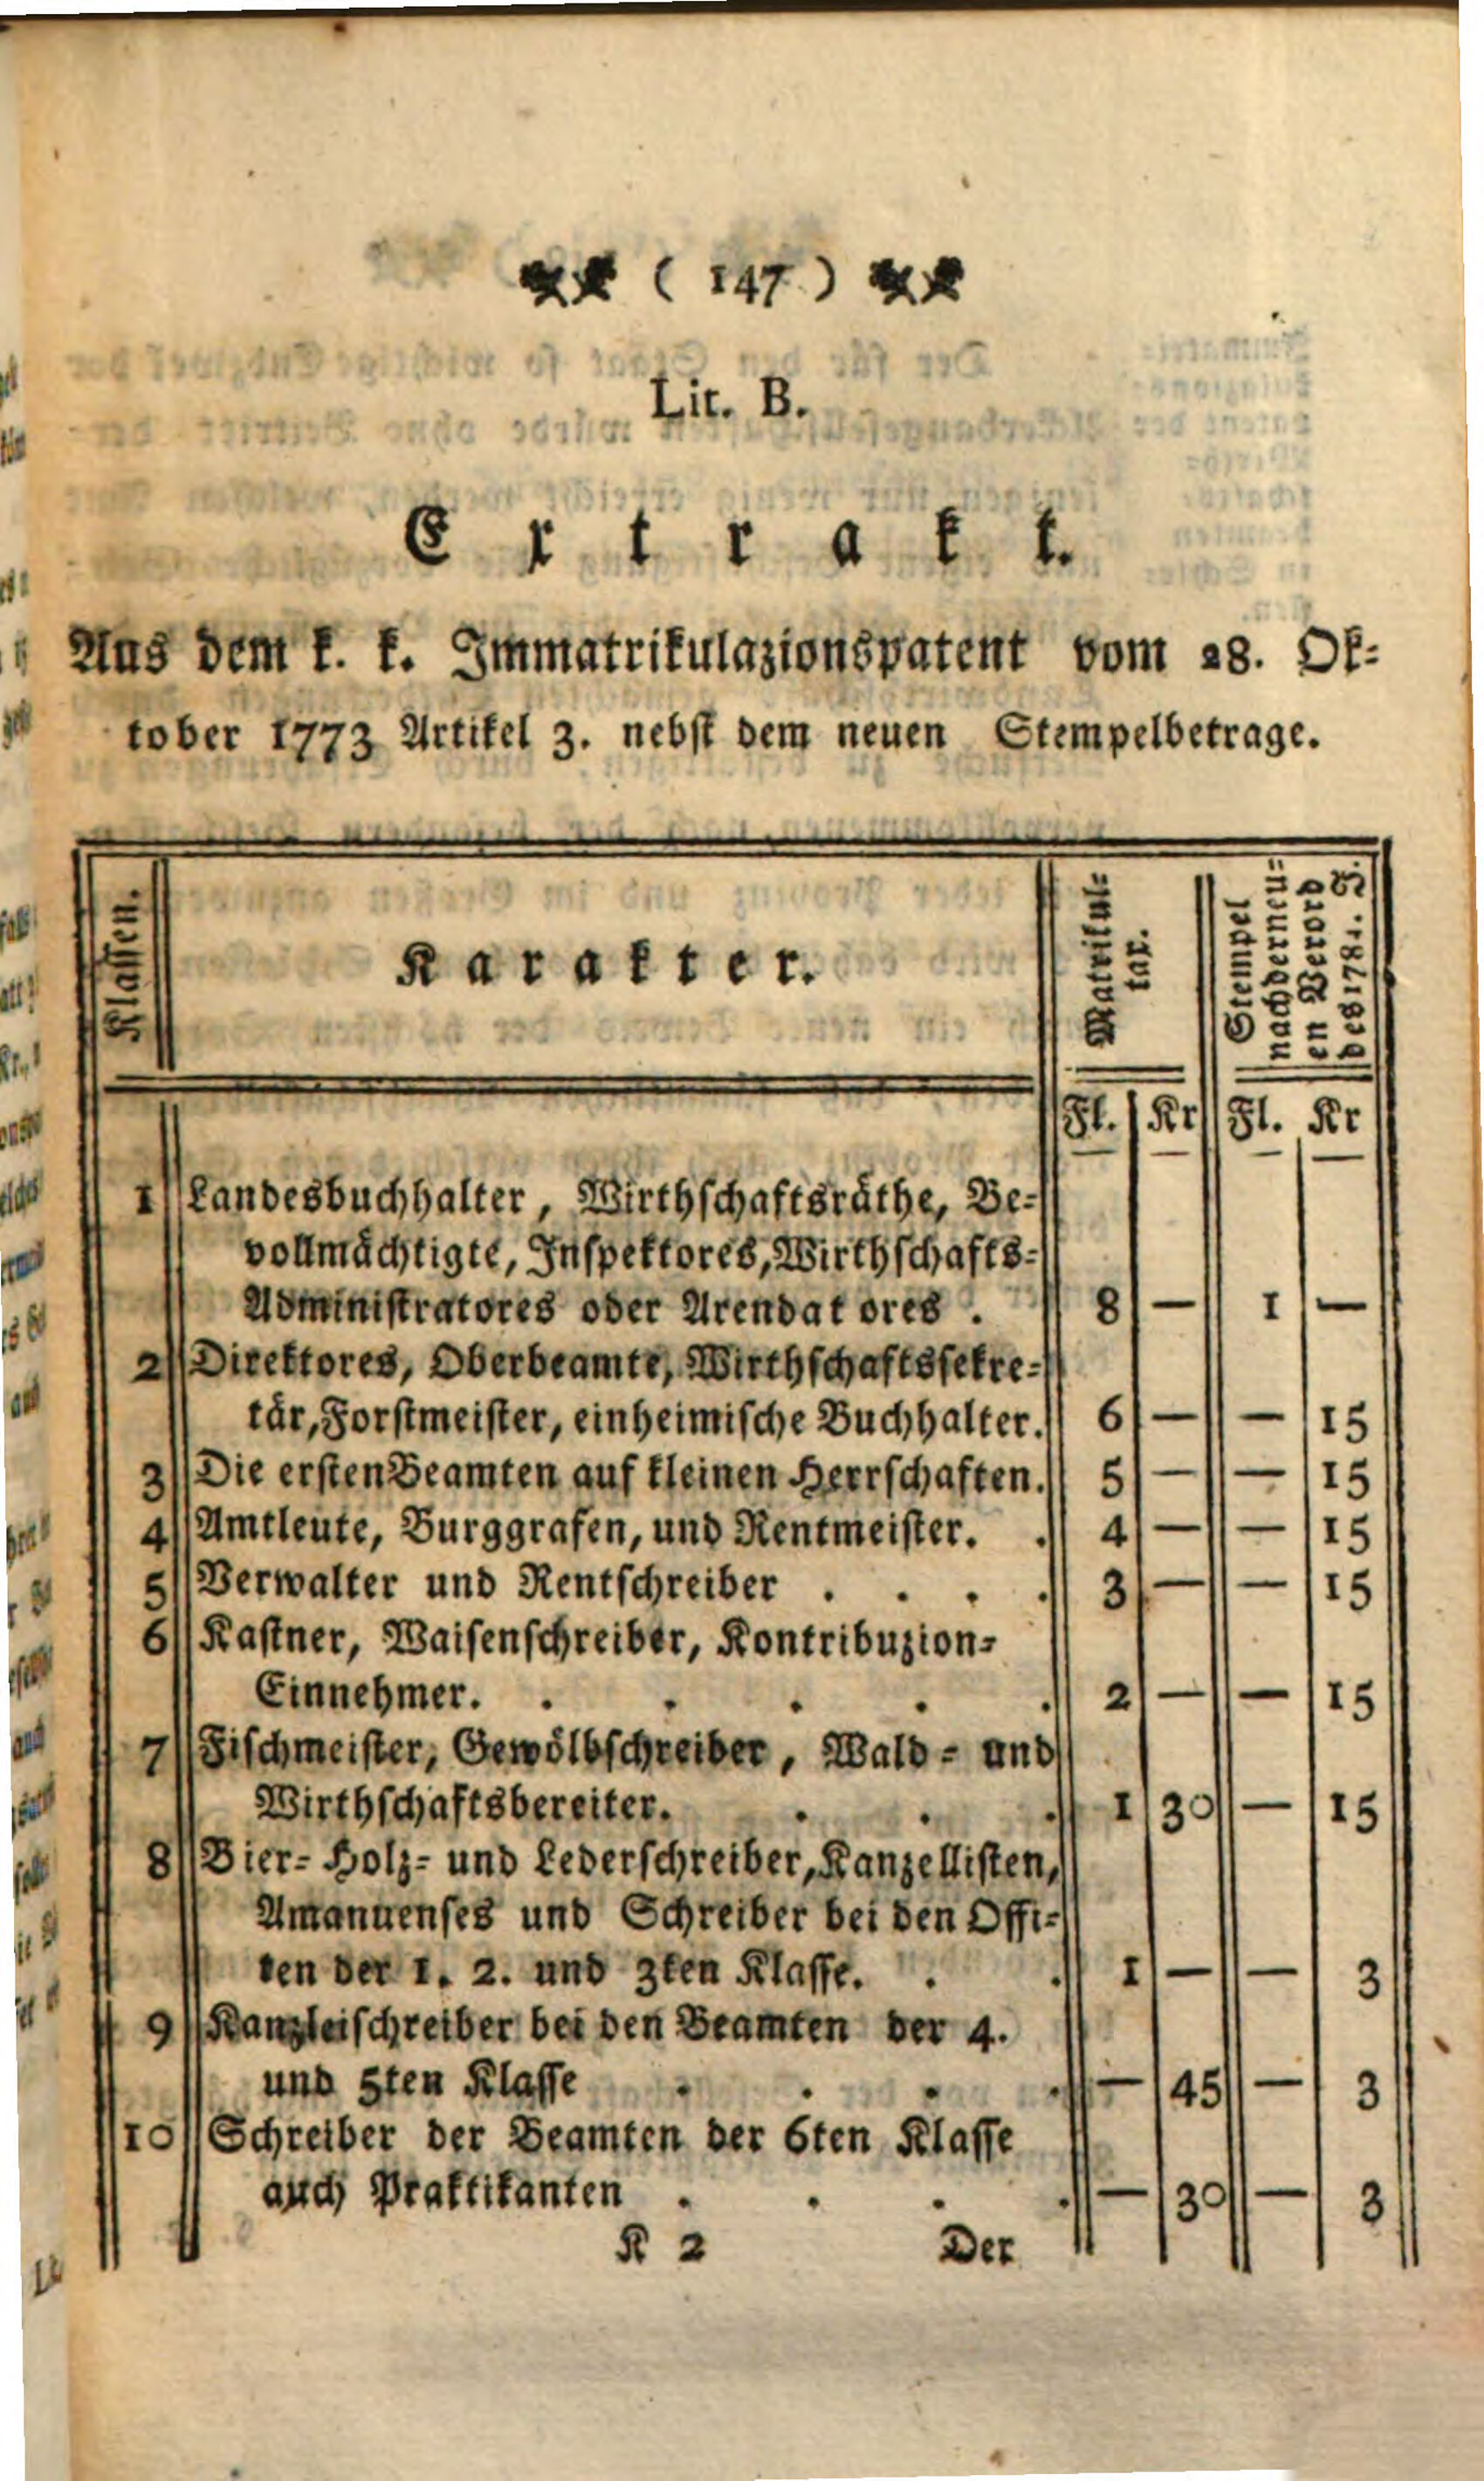 ( 147 )
Lit. B.
Extrakt.
Aus dem k. k. Immatrikulazionspatent vom 28. Ok-
tober 1773 Artikel 3. nebst dem neuen Stempelbetrage.
Klassen.
Karakter.
Matrikul-
tax.
Stempel
nach der neu-
en Verord
des 178 . J.
Fl. Kr Fl. Kr
1 Landesbuchhalter, Wirthschaftsräthe, Be-
vollmächtigte, Inspektores, Wirthschafts-
Administratores oder Arendatores . 8 — 1 —
2 Direktores, Oberbeamte, Wirthschaftssekre-
tär, Forstmeister, einheimische Buchhalter. 6 — — 15
3 Die ersten Beamten auf kleinen Herrschaften. 5 — — 15
4 Amtleute, Burggrafen, und Rentmeister. . 4 — — 15
5 Verwalter und Rentschreiber . . . . 3 — — 15
6 Kastner, Waisenschreiber, Kontribuzion-
Einnehmer. . . . . . 2 — — 15
7 Fischmeister, Gewölbschreiber, Wald- und
Wirthschaftsbereiter. . . . 1 30 — 15
8 Bier- Holz- und Lederschreiber, Kanzellisten,
Amanuenses und Schreiber bei den Offi-
ten der 1. 2. und 3ten Klasse. . . 1 — — 3
9 Kanzleischreiber bei den Beamten der 4.
und 5ten Klasse . . . . — 45 — 3
10 Schreiber der Beamten der 6ten Klasse
auch Praktikanten . . . . — 30 — 3
K 2 Der